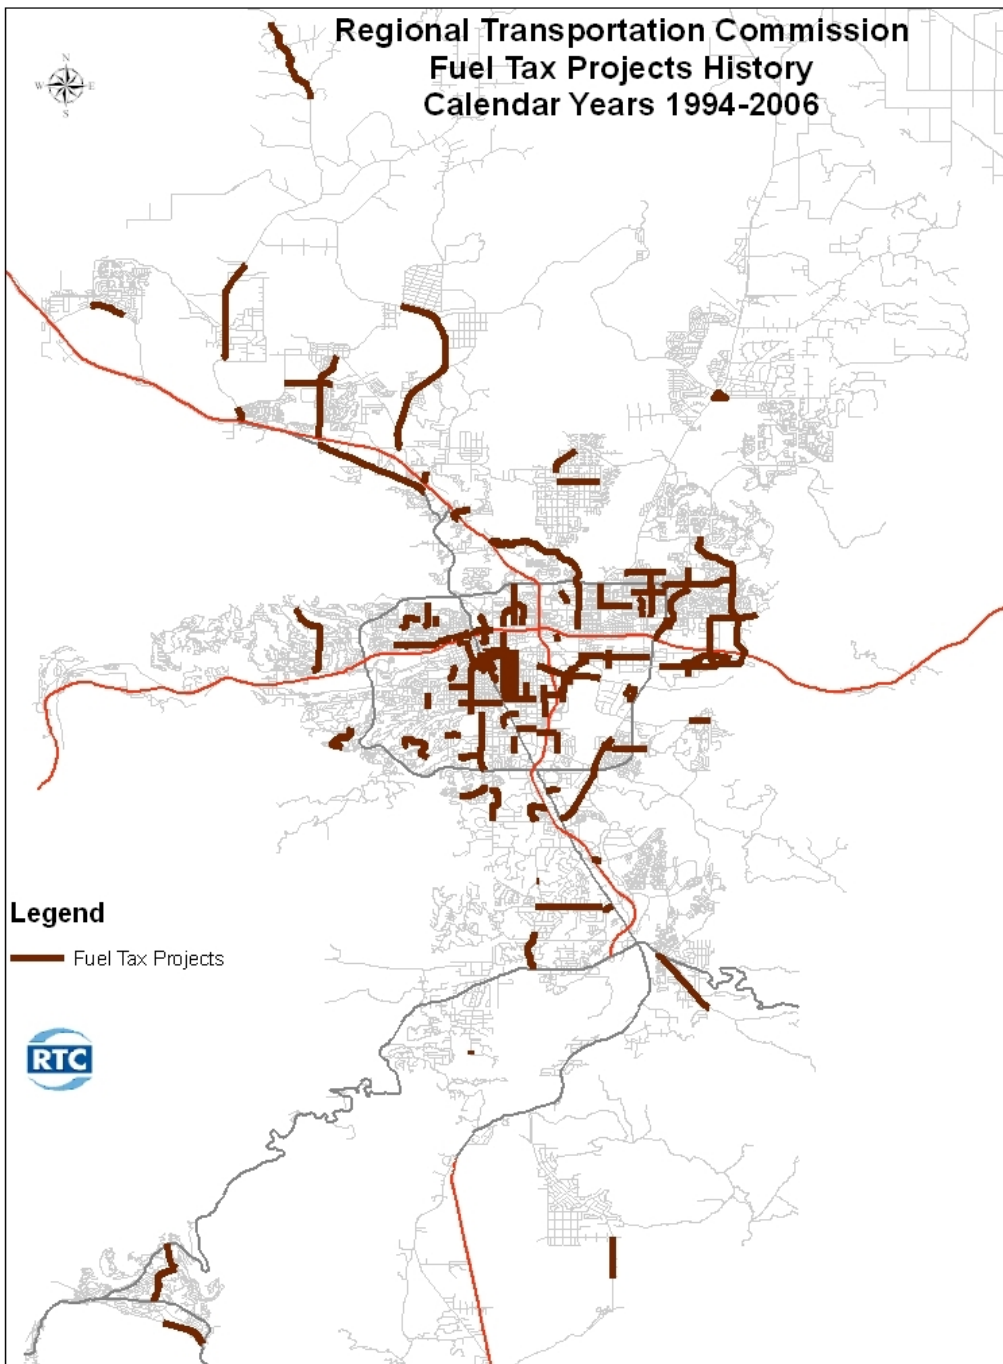 Regional Transportation Commission
Fuel Tax Projects History
Calendar Years 1994-2006
N
W E
S
Legend
Fuel Tax Projects
RTC